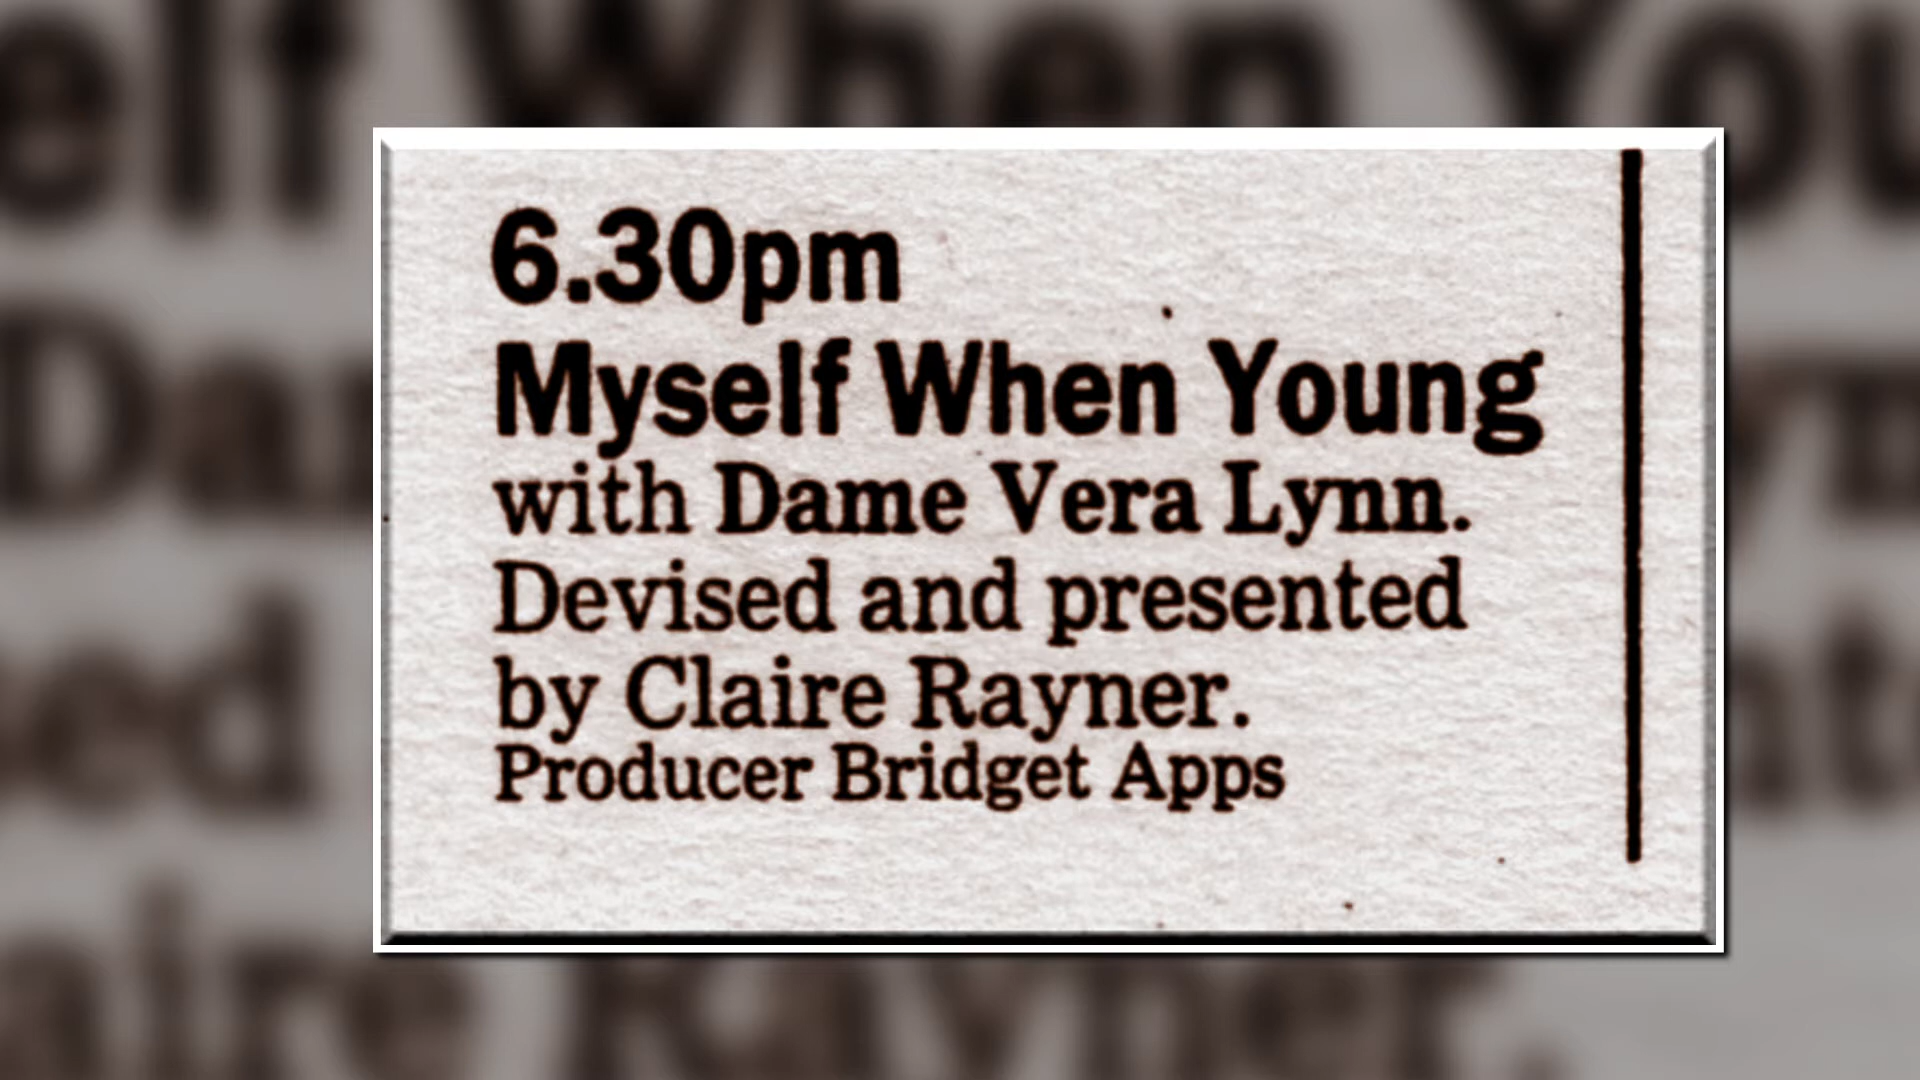 6.30pm
Myself When Young
with Dame Vera Lynn.
Devised and presented
by Claire Rayner.
Producer Bridget Apps